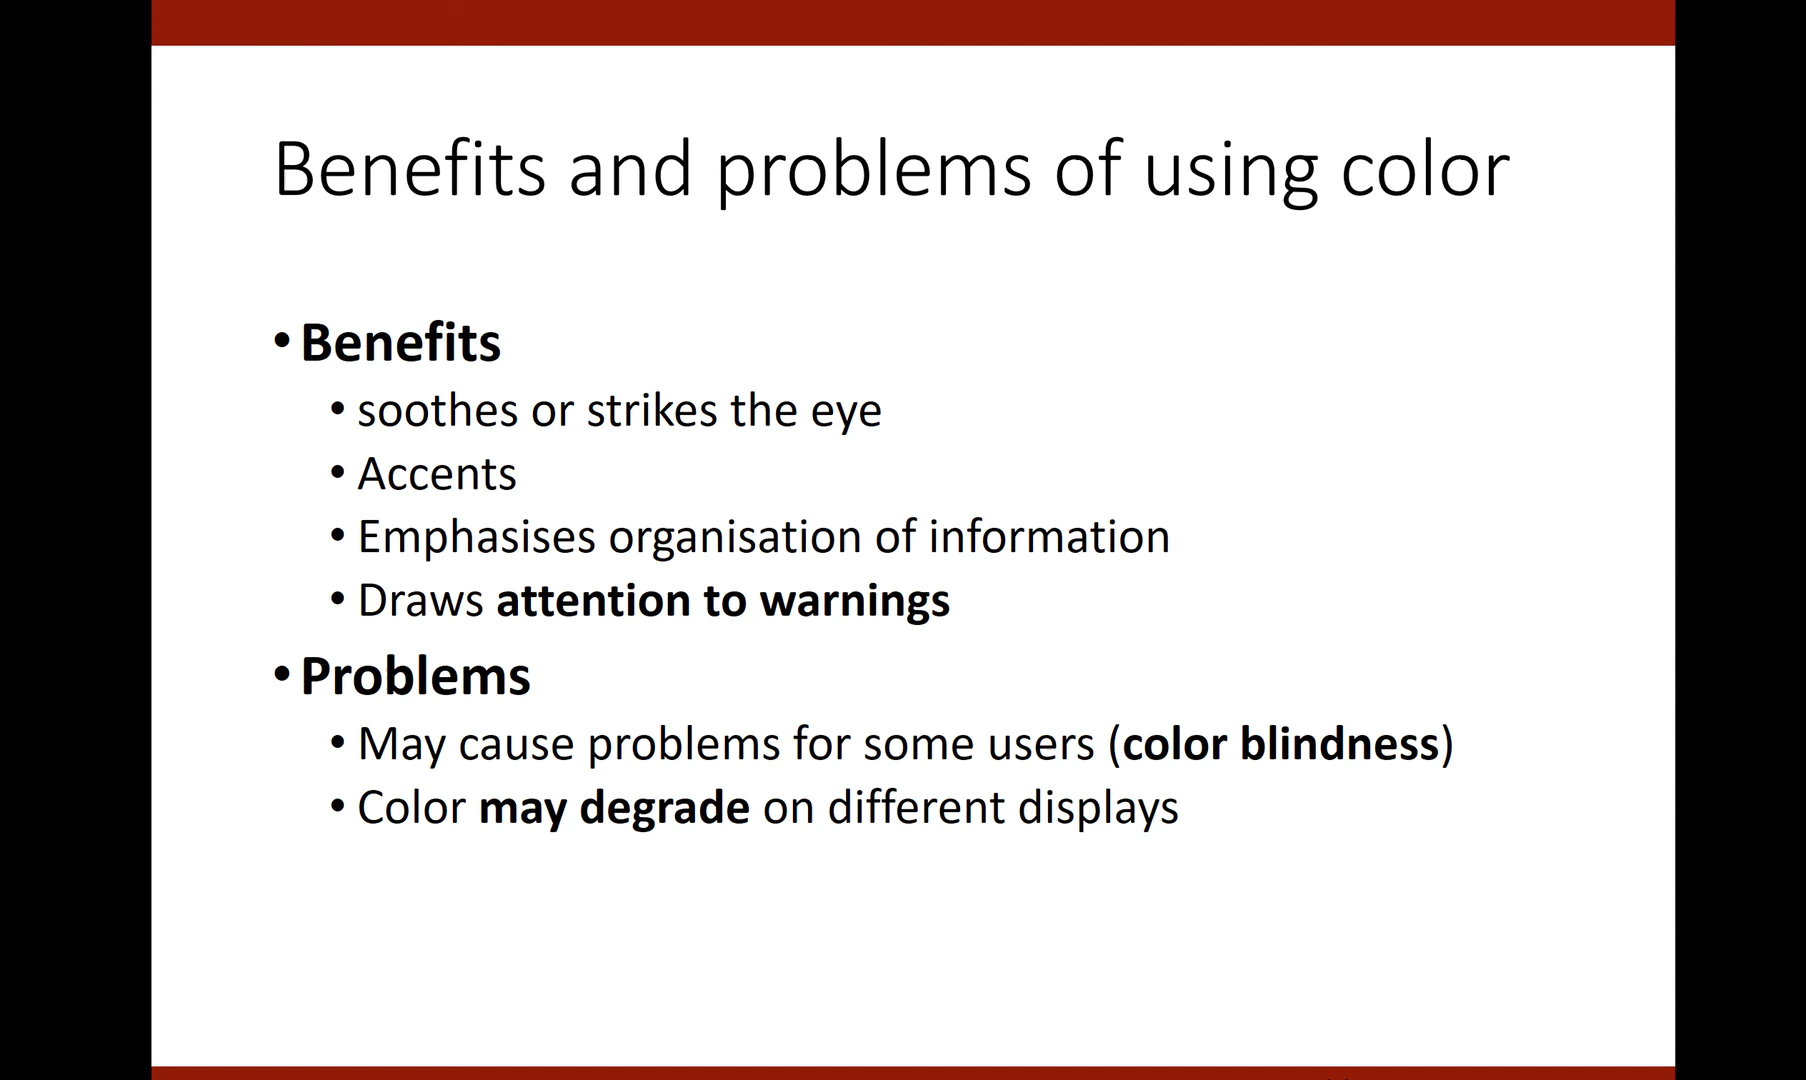 Benefits and problems of using color
• Benefits
• soothes or strikes the eye
• Accents
• Emphasises organisation of information
• Draws attention to warnings
• Problems
• May cause problems for some users (color blindness)
• Color may degrade on different displays